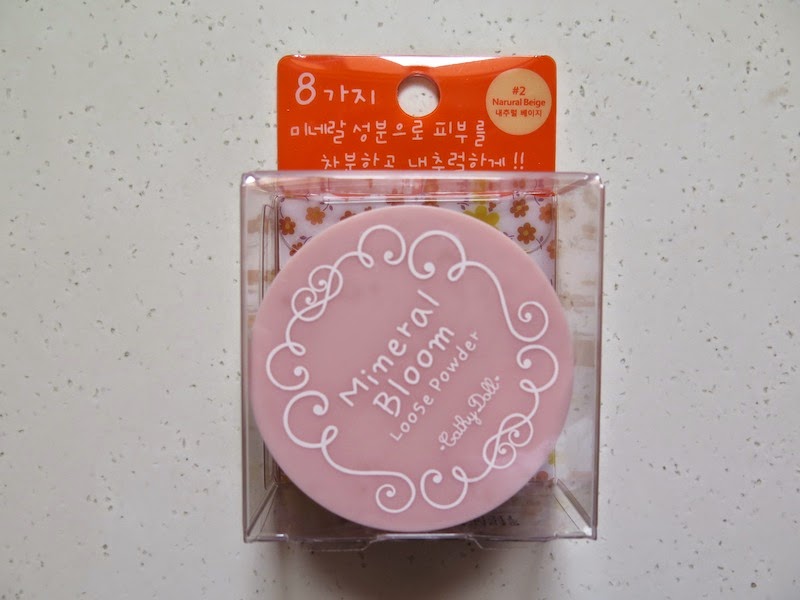 8가지
미네랄 성분으로 피부를
차분하고 내추럭하게 !!
#2
Narural Beige
내추럴 베이지
Mineral
Bloom
Loose Powder
Cathy Doll